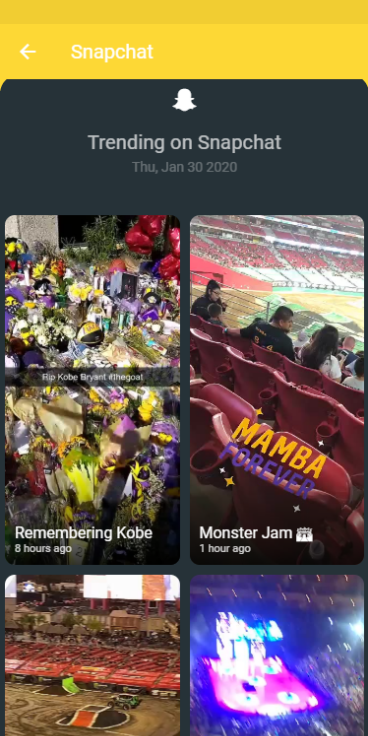 Snapchat
Trending on Snapchat
Thu, Jan 30 2020
Rip Kobe Bryant #thegoat
Remembering Kobe
8 hours ago
MAMBA
FOREVER
Monster Jam 🏟
1 hour ago